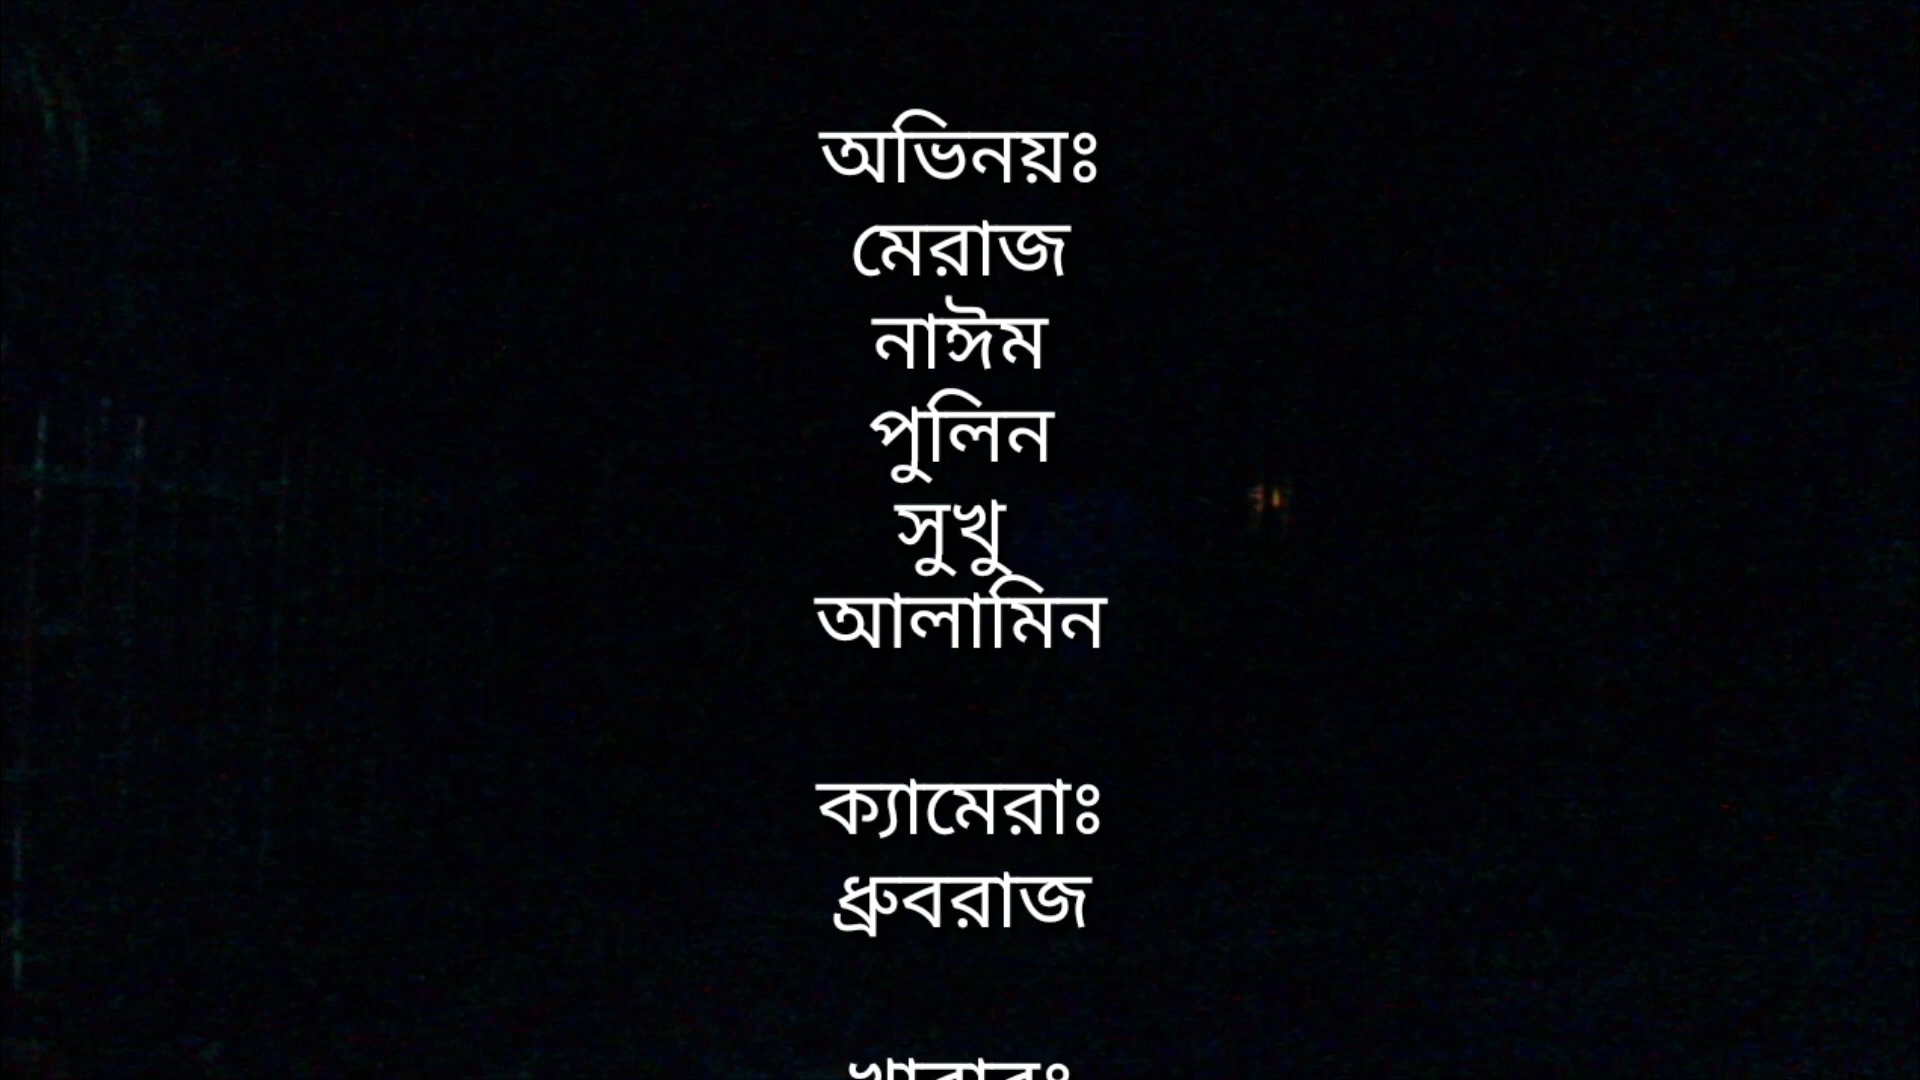 অভিনয়ঃ
মেরাজ
নাঈম
পুলিন
সুখু
আলামিন
ক্যামেরাঃ
ধ্রুবরাজ